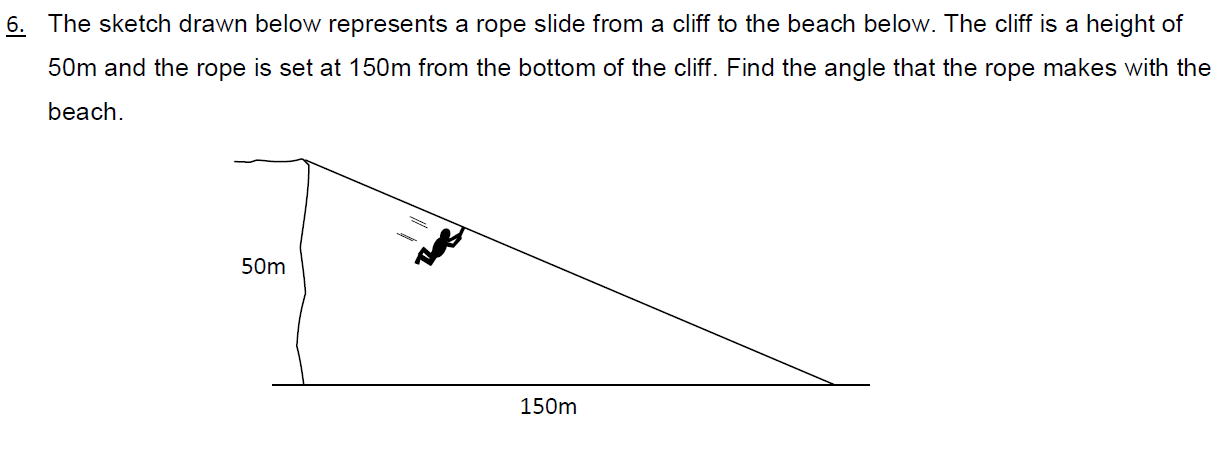 6. The sketch drawn below represents a rope slide from a cliff to the beach below. The cliff is a height of
50m and the rope is set at 150m from the bottom of the cliff. Find the angle that the rope makes with the
beach.
50m
150m